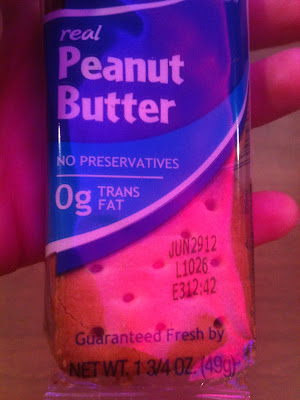 real
Peanut
Butter
NO PRESERVATIVES
0g TRANS
FAT
JUN2912
L1026
E312:42
Guaranteed Fresh by
NET WT. 1 3/4 OZ. (49g)